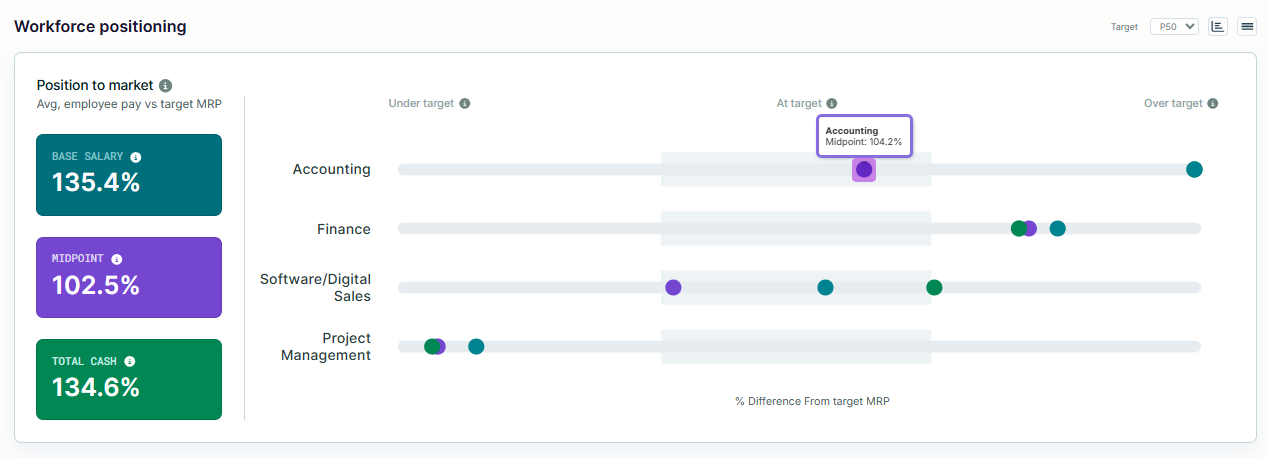 Workforce positioning
Target
P50
Position to market
Avg, employee pay vs target MRP
BASE SALARY
135.4%
MIDPOINT
102.5%
TOTAL CASH
134.6%
Under target
At target
Over target
Accounting
Midpoint: 104.2%
Accounting
Finance
Software/Digital
Sales
Project
Management
% Difference From target MRP